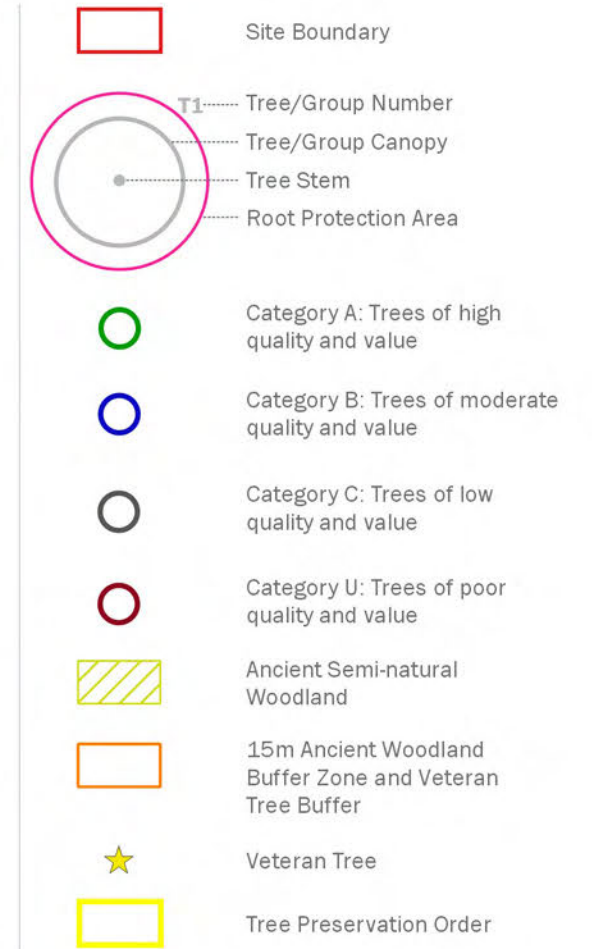 Site Boundary
T1
Tree/Group Number
Tree/Group Canopy
Tree Stem
Root Protection Area
Category A: Trees of high
quality and value
Category B: Trees of moderate
quality and value
Category C: Trees of low
quality and value
Category U: Trees of poor
quality and value
Ancient Semi-natural
Woodland
15m Ancient Woodland
Buffer Zone and Veteran
Tree Buffer
Veteran Tree
Tree Preservation Order